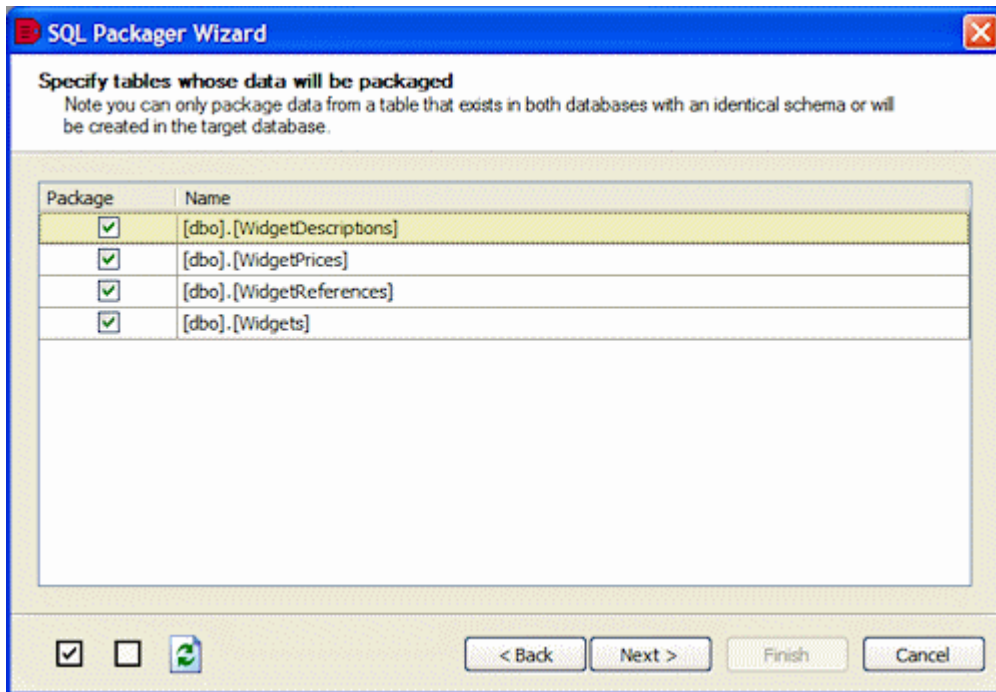 SQL Packager Wizard
Specify tables whose data will be packaged
Note you can only package data from a table that exists in both databases with an identical schema or will
be created in the target database.
Package Name
[dbo].[WidgetDescriptions]
[dbo].[WidgetPrices]
[dbo].[WidgetReferences]
[dbo].[Widgets]
< Back Next > Finish Cancel